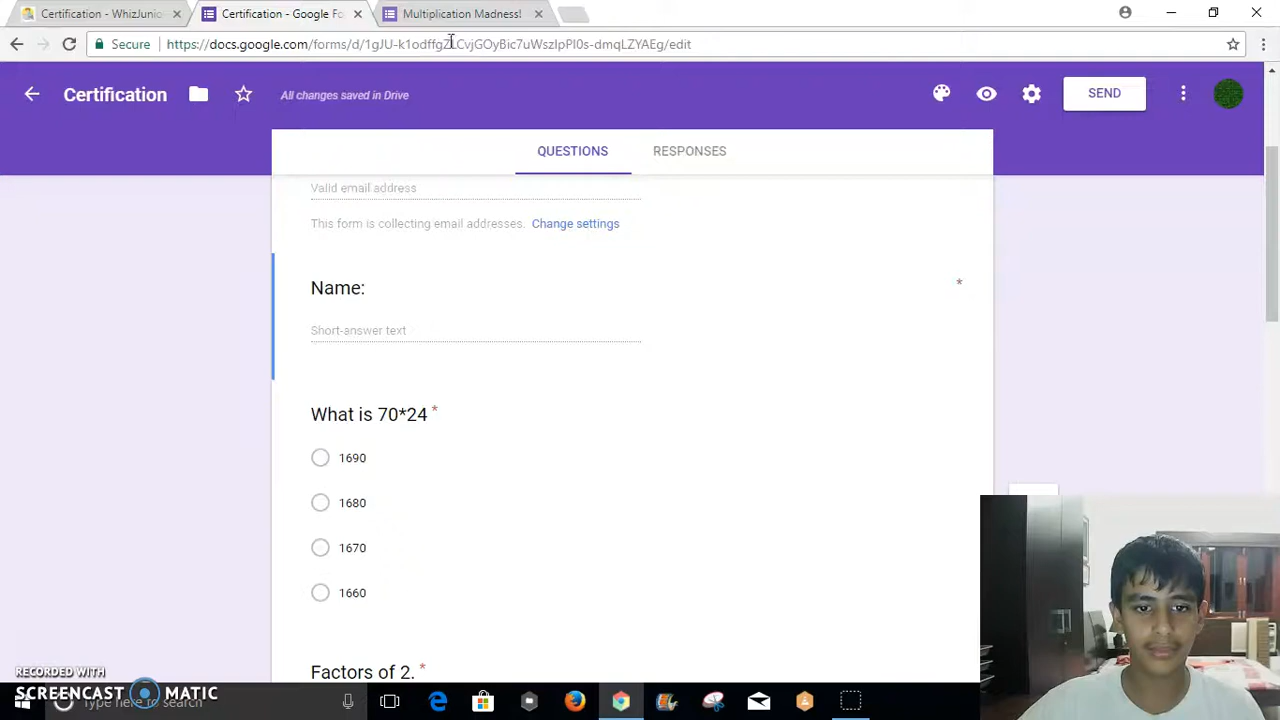 Certification - WhizJunio
Certification - Google Fo
Multiplication Madness!
Secure
https://docs.google.com/forms/d/1gJU-k1odffgZLCvjGOyBic7uWszIpPI0s-dmqLZYAEg/edit
Certification
All changes saved in Drive
SEND
QUESTIONS
RESPONSES
Valid email address
This form is collecting email addresses. Change settings
Name:
*
Short-answer text
What is 70*24 *
1690
1680
1670
1660
Factors of 2. *
RECORDED WITH
SCREENCAST MATIC
Type here to search